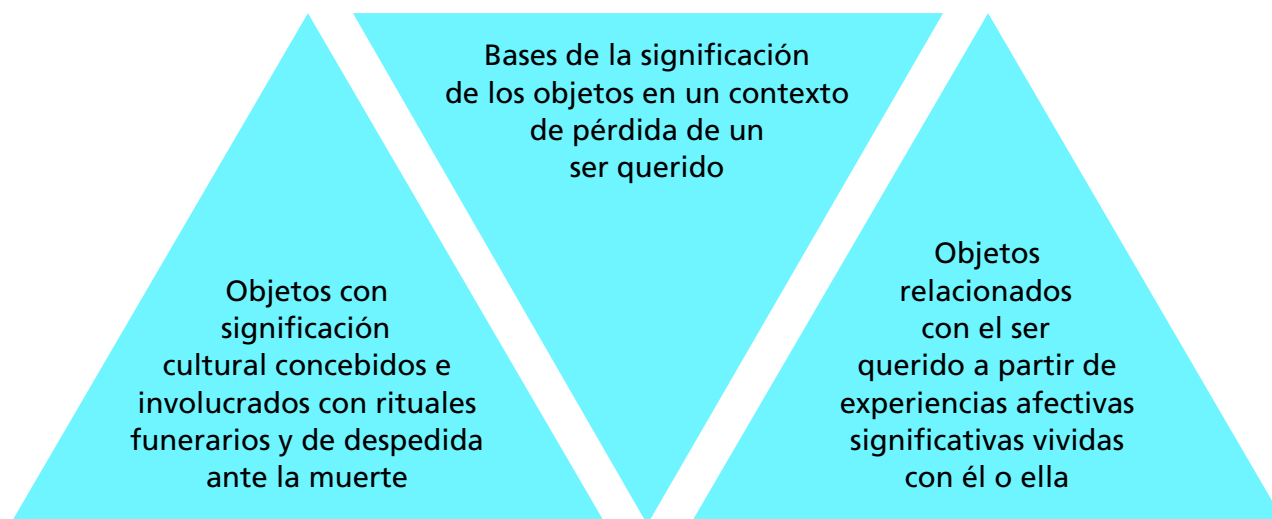 Bases de la significación
de los objetos en un contexto
de pérdida de un
ser querido
Objetos con
significación
cultural concebidos e
involucrados con rituales
funerarios y de despedida
ante la muerte
Objetos
relacionados
con el ser
querido a partir de
experiencias afectivas
significativas vividas
con él o ella